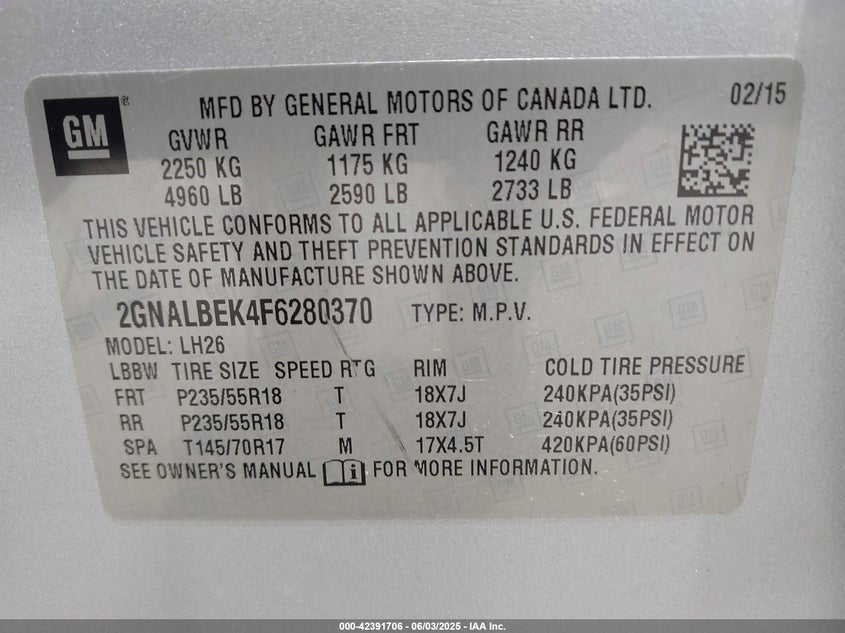 GM®
MFD BY GENERAL MOTORS OF CANADA LTD. 02/15
GVWR GAWR FRT GAWR RR
2250 KG 1175 KG 1240 KG
4960 LB 2590 LB 2733 LB
THIS VEHICLE CONFORMS TO ALL APPLICABLE U.S. FEDERAL MOTOR
VEHICLE SAFETY AND THEFT PREVENTION STANDARDS IN EFFECT ON
THE DATE OF MANUFACTURE SHOWN ABOVE.
2GNALBEK4F6280370 TYPE: M.P.V.
MODEL: LH26
LBBW TIRE SIZE SPEED RTG RIM COLD TIRE PRESSURE
FRT P235/55R18 T 18X7J 240KPA(35PSI)
RR P235/55R18 T 18X7J 240KPA(35PSI)
SPA T145/70R17 M 17X4.5T 420KPA(60PSI)
SEE OWNER'S MANUAL i FOR MORE INFORMATION.
000-42391706 - 06/03/2025 - IAA Inc.